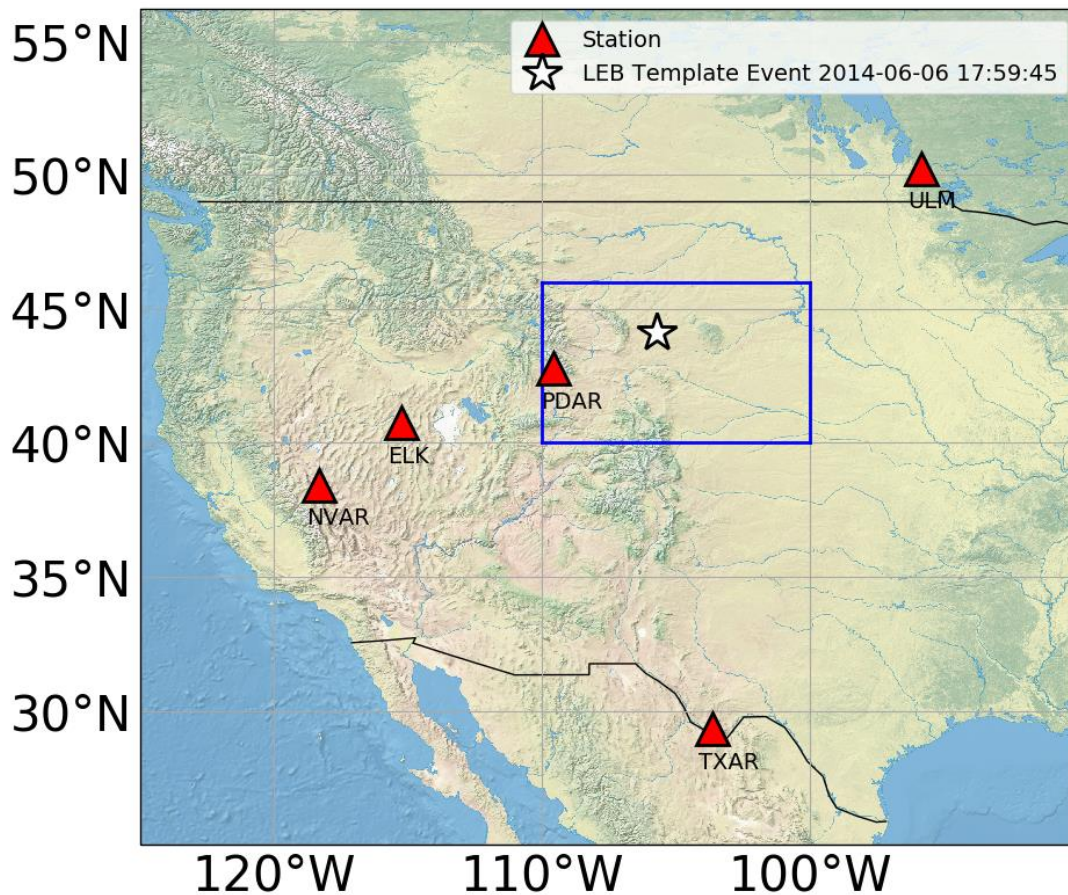 55°N
Station
LEB Template Event 2014-06-06 17:59:45
50°N
ULM
45°N
PDAR
40°N
ELK
NVAR
35°N
30°N
TXAR
120°W 110°W 100°W